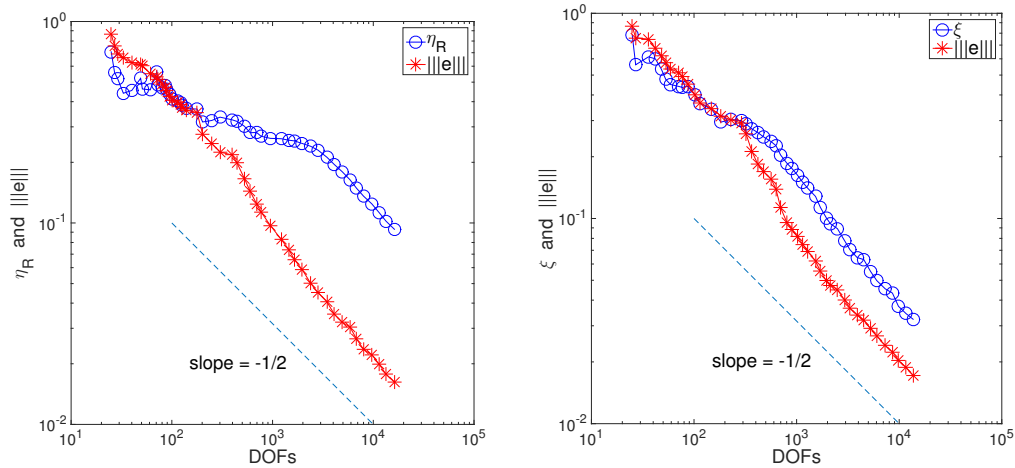 10^0
η_R
|||e|||
10^-1
10^-2
η_R and |||e|||
slope = -1/2
10^1 10^2 10^3 10^4 10^5
DOFs
10^0
ξ
|||e|||
10^-1
10^-2
ξ and |||e|||
slope = -1/2
10^1 10^2 10^3 10^4 10^5
DOFs